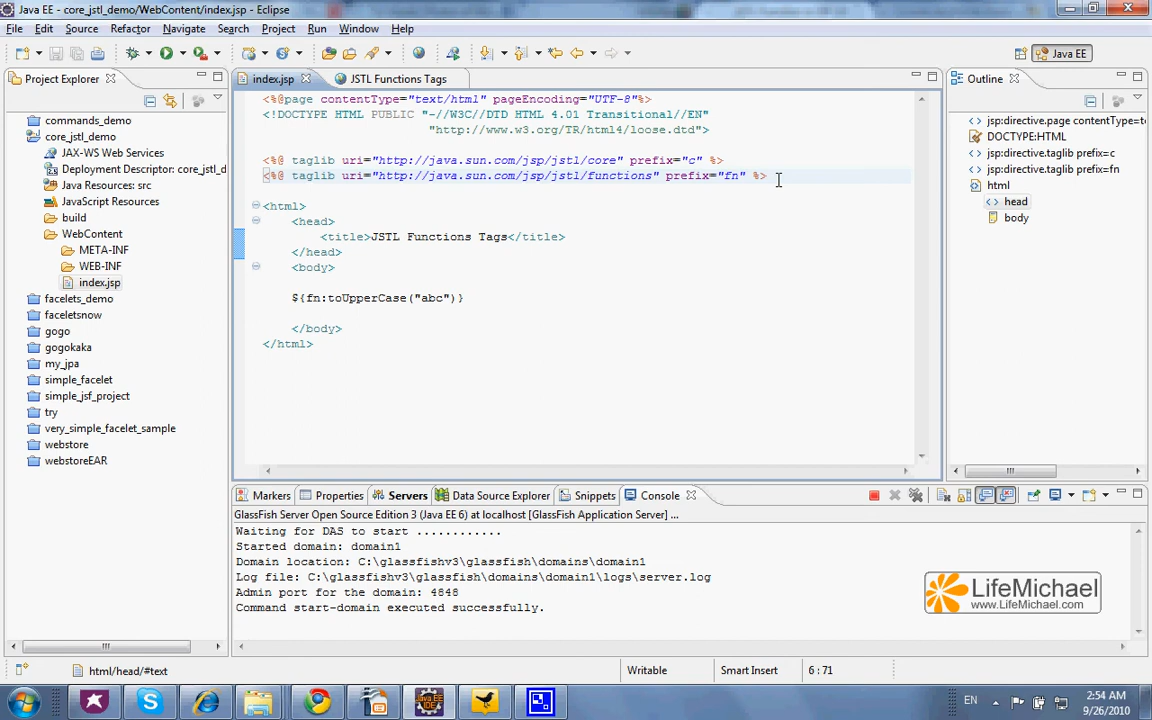 Java EE - core_jstl_demo/WebContent/index.jsp - Eclipse
File Edit Source Refactor Navigate Search Project Run Window Help
Java EE
Project Explorer
index.jsp
JSTL Functions Tags
Outline
commands_demo
core_jstl_demo
JAX-WS Web Services
Deployment Descriptor: core_jstl_d
Java Resources: src
JavaScript Resources
build
WebContent
META-INF
WEB-INF
index.jsp
facelets_demo
faceletsnow
gogo
gogokaka
my_jpa
simple_facelet
simple_jsf_project
try
very_simple_facelet_sample
webstore
webstoreEAR
<%@page contentType="text/html" pageEncoding="UTF-8"%>
<!DOCTYPE HTML PUBLIC "-//W3C//DTD HTML 4.01 Transitional//EN"
"http://www.w3.org/TR/html4/loose.dtd">
<%@ taglib uri="http://java.sun.com/jsp/jstl/core" prefix="c" %>
<%@ taglib uri="http://java.sun.com/jsp/jstl/functions" prefix="fn" %>
<html>
<head>
<title>JSTL Functions Tags</title>
</head>
<body>
${fn:toUpperCase("abc")}
</body>
</html>
jsp:directive.page contentType=te
DOCTYPE:HTML
jsp:directive.taglib prefix=c
jsp:directive.taglib prefix=fn
html
head
body
Markers Properties Servers Data Source Explorer Snippets Console
GlassFish Server Open Source Edition 3 (Java EE 6) at localhost [GlassFish Application Server] ...
Waiting for DAS to start ............
Started domain: domain1
Domain location: C:\glassfishv3\glassfish\domains\domain1
Log file: C:\glassfishv3\glassfish\domains\domain1\logs\server.log
Admin port for the domain: 4848
Command start-domain executed successfully.
LifeMichael
www.LifeMichael.com
html/head/#text
Writable
Smart Insert
6 : 71
EN
2:54 AM
9/26/2010